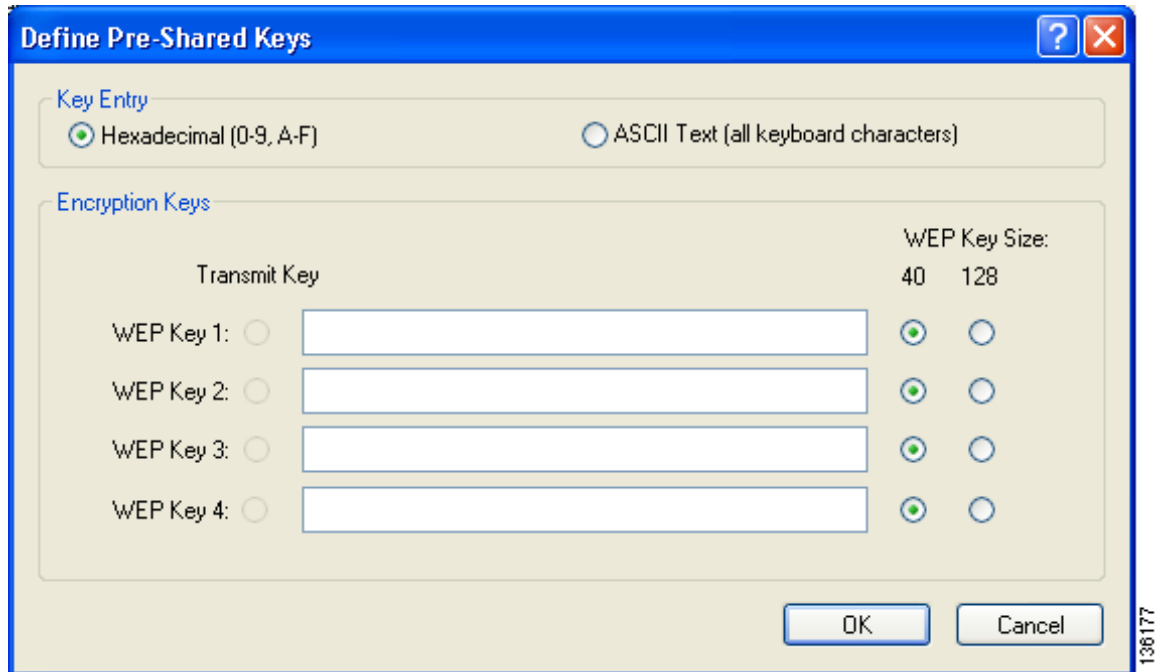 Define Pre-Shared Keys
?
Key Entry
Hexadecimal (0-9, A-F)
ASCII Text (all keyboard characters)
Encryption Keys
WEP Key Size:
Transmit Key
40 128
WEP Key 1:
WEP Key 2:
WEP Key 3:
WEP Key 4:
OK
Cancel
136177